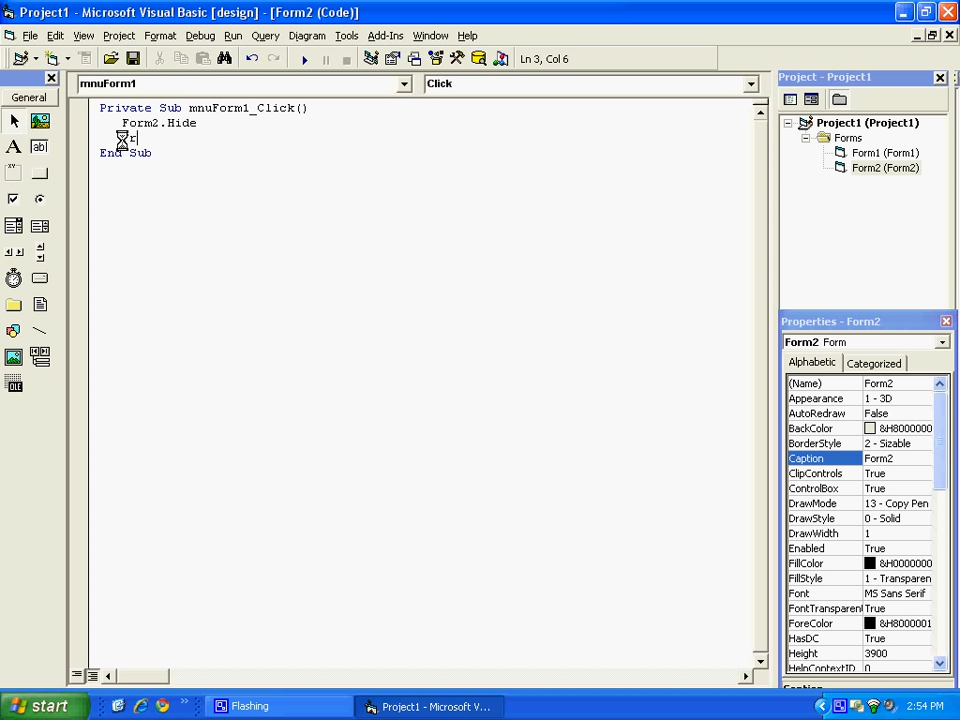 Project1 - Microsoft Visual Basic [design] - [Form2 (Code)]
File Edit View Project Format Debug Run Query Diagram Tools Add-Ins Window Help
Ln 3, Col 6
General
mnuForm1
Click
Private Sub mnuForm1_Click()
Form2.Hide
r
End Sub
A
ab|
XY
OLE
Project - Project1
Project1 (Project1)
Forms
Form1 (Form1)
Form2 (Form2)
Properties - Form2
Form2 Form
Alphabetic Categorized
(Name) Form2
Appearance 1 - 3D
AutoRedraw False
BackColor &H8000000
BorderStyle 2 - Sizable
Caption Form2
ClipControls True
ControlBox True
DrawMode 13 - Copy Pen
DrawStyle 0 - Solid
DrawWidth 1
Enabled True
FillColor &H0000000
FillStyle 1 - Transparen
Font MS Sans Serif
FontTransparent True
ForeColor &H8000001
HasDC True
Height 3900
HelpContextID 0
start
Flashing
Project1 - Microsoft V...
2:54 PM